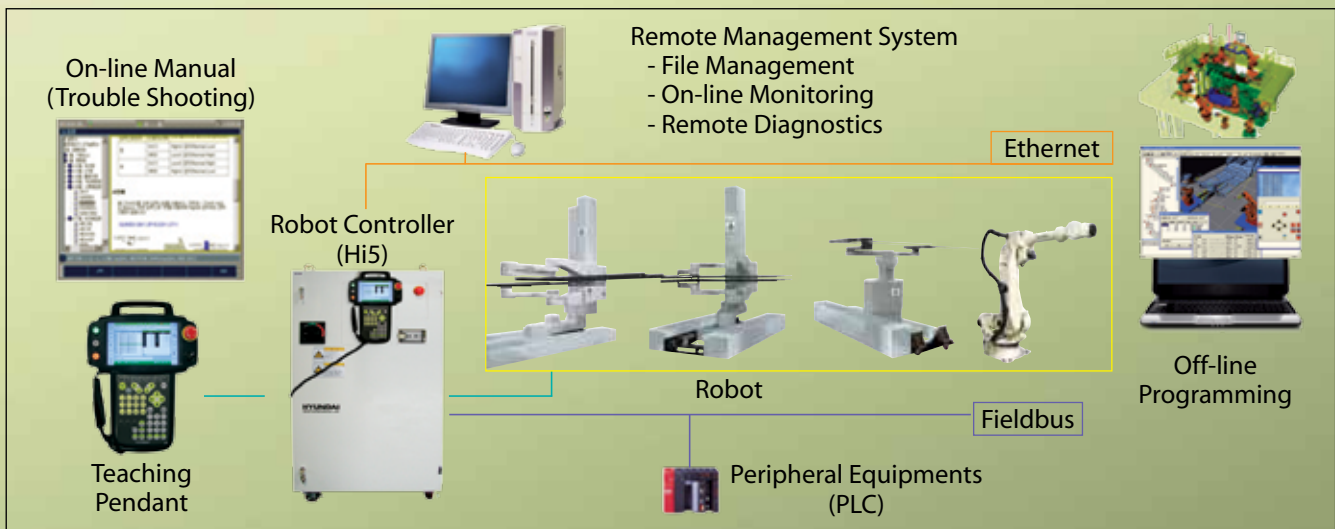 On-line Manual
(Trouble Shooting)
Remote Management System
- File Management
- On-line Monitoring
- Remote Diagnostics
Ethernet
Robot Controller
(Hi5)
HYUNDAI
Robot
Off-line
Programming
Fieldbus
Teaching
Pendant
Peripheral Equipments
(PLC)